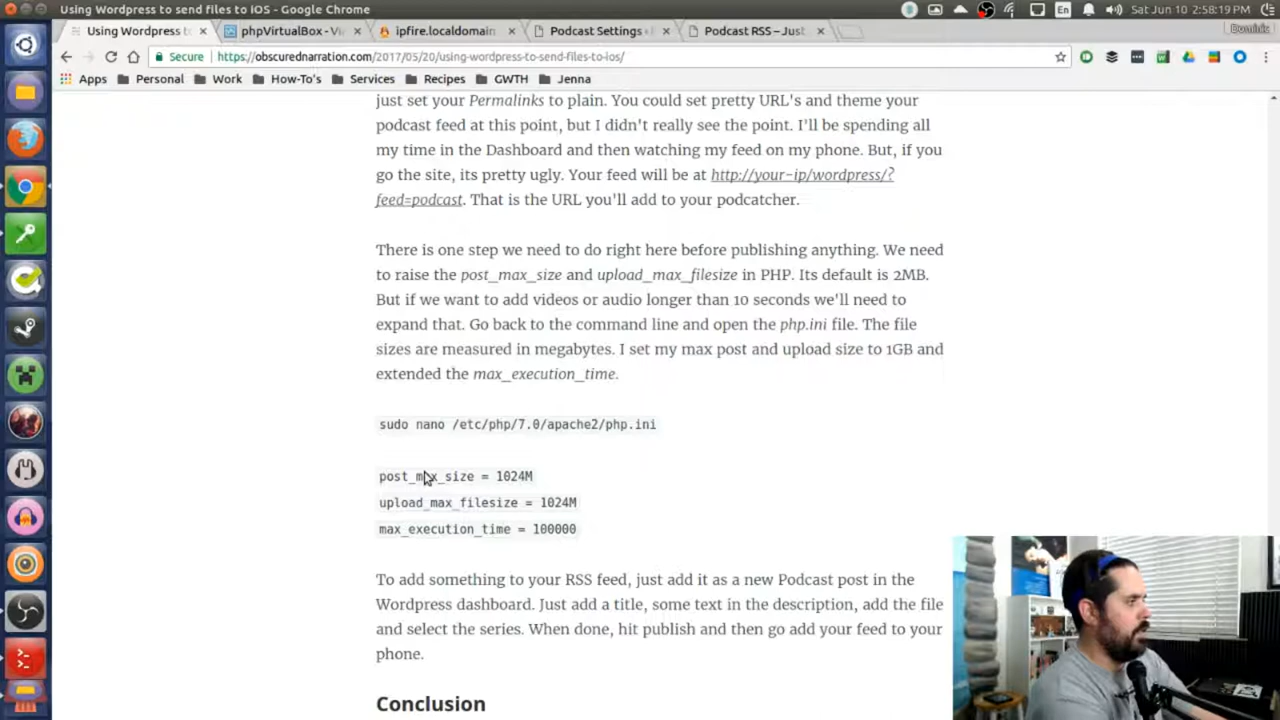 Using Wordpress to send files to iOS - Google Chrome
En
Sat Jun 10 2:58:19 PM
Using Wordpress to
phpVirtualBox - Vi
ipfire.localdomain
Podcast Settings ‹
Podcast RSS – Just
Dominic
Secure
https://obscurednarration.com/2017/05/20/using-wordpress-to-send-files-to-ios/
Apps
Personal
Work
How-To's
Services
Recipes
GWTH
Jenna
just set your Permalinks to plain. You could set pretty URL's and theme your
podcast feed at this point, but I didn't really see the point. I'll be spending all
my time in the Dashboard and then watching my feed on my phone. But, if you
go the site, its pretty ugly. Your feed will be at http://your-ip/wordpress/?
feed=podcast. That is the URL you'll add to your podcatcher.
There is one step we need to do right here before publishing anything. We need
to raise the post_max_size and upload_max_filesize in PHP. Its default is 2MB.
But if we want to add videos or audio longer than 10 seconds we'll need to
expand that. Go back to the command line and open the php.ini file. The file
sizes are measured in megabytes. I set my max post and upload size to 1GB and
extended the max_execution_time.
sudo nano /etc/php/7.0/apache2/php.ini
post_max_size = 1024M
upload_max_filesize = 1024M
max_execution_time = 100000
To add something to your RSS feed, just add it as a new Podcast post in the
Wordpress dashboard. Just add a title, some text in the description, add the file
and select the series. When done, hit publish and then go add your feed to your
phone.
Conclusion